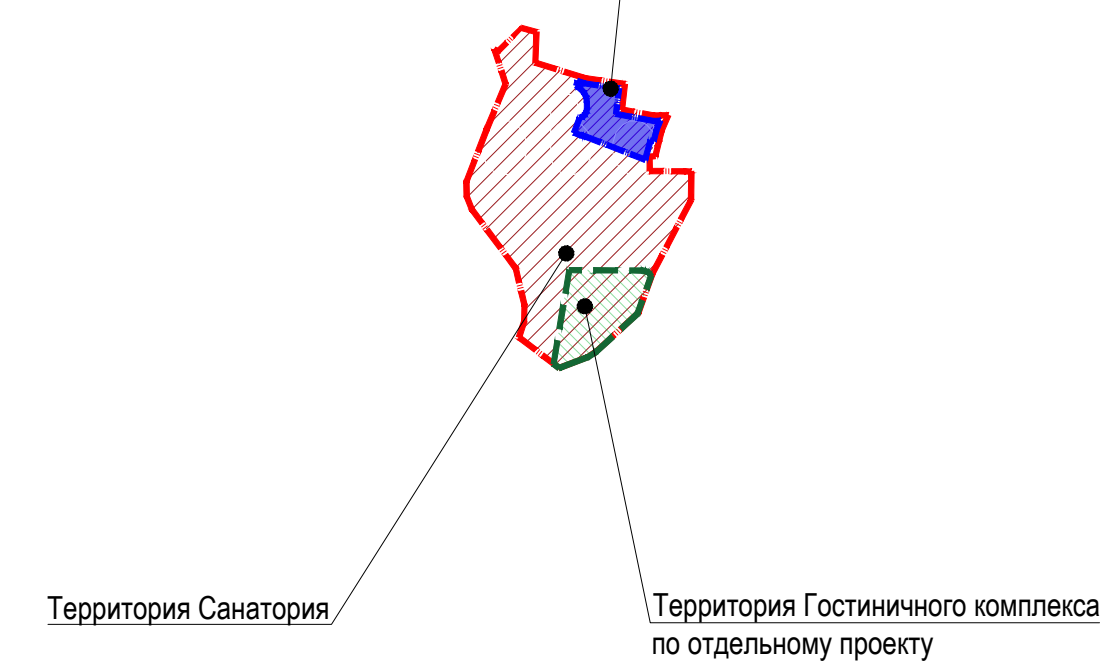 Территория Санатория
Территория Гостиничного комплекса
по отдельному проекту